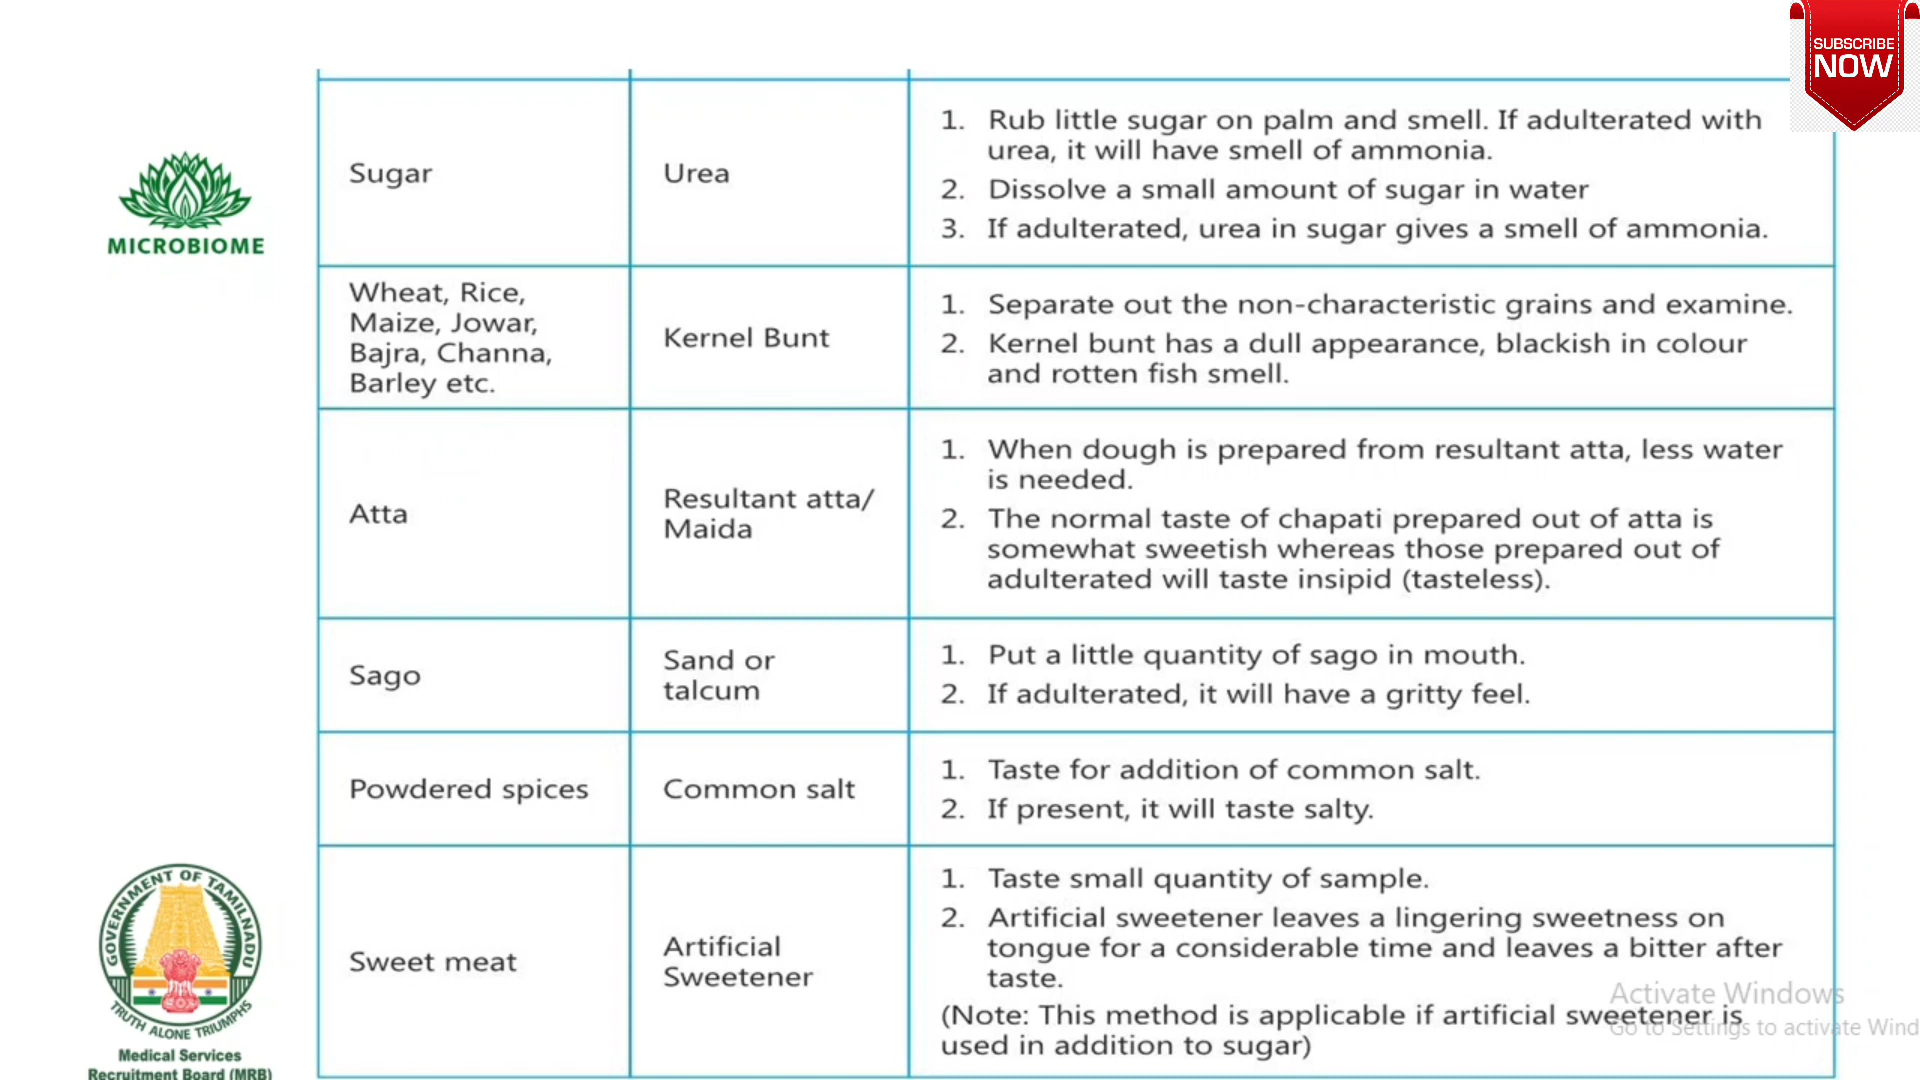 SUBSCRIBE
NOW
MICROBIOME
Sugar
Urea
1. Rub little sugar on palm and smell. If adulterated with
urea, it will have smell of ammonia.
2. Dissolve a small amount of sugar in water
3. If adulterated, urea in sugar gives a smell of ammonia.
Wheat, Rice,
Maize, Jowar,
Bajra, Channa,
Barley etc.
Kernel Bunt
1. Separate out the non-characteristic grains and examine.
2. Kernel bunt has a dull appearance, blackish in colour
and rotten fish smell.
Atta
Resultant atta/
Maida
1. When dough is prepared from resultant atta, less water
is needed.
2. The normal taste of chapati prepared out of atta is
somewhat sweetish whereas those prepared out of
adulterated will taste insipid (tasteless).
Sago
Sand or
talcum
1. Put a little quantity of sago in mouth.
2. If adulterated, it will have a gritty feel.
Powdered spices
Common salt
1. Taste for addition of common salt.
2. If present, it will taste salty.
Sweet meat
Artificial
Sweetener
1. Taste small quantity of sample.
2. Artificial sweetener leaves a lingering sweetness on
tongue for a considerable time and leaves a bitter after
taste.
(Note: This method is applicable if artificial sweetener is
used in addition to sugar)
GOVERNMENT OF TAMILNADU
TRUTH ALONE TRIUMPHS
Medical Services
Recruitment Board (MRB)
Activate Windows
Go to Settings to activate Wind